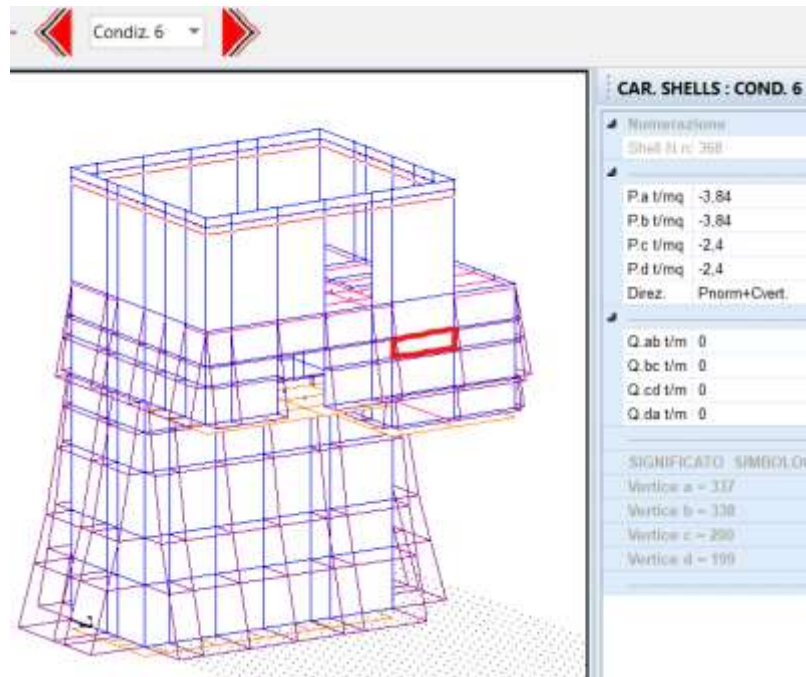 Condiz. 6
CAR. SHELLS : COND. 6
Numerazione
Shell N.ro 368
P.a t/mq -3.84
P.b t/mq -3.84
P.c t/mq -2.4
P.d t/mq -2.4
Direz. Pnorm+Cvert.
Q.ab t/m 0
Q.bc t/m 0
Q.cd t/m 0
Q.da t/m 0
SIGNIFICATO SIMBOLO
Vertice a = 337
Vertice b = 338
Vertice c = 200
Vertice d = 199